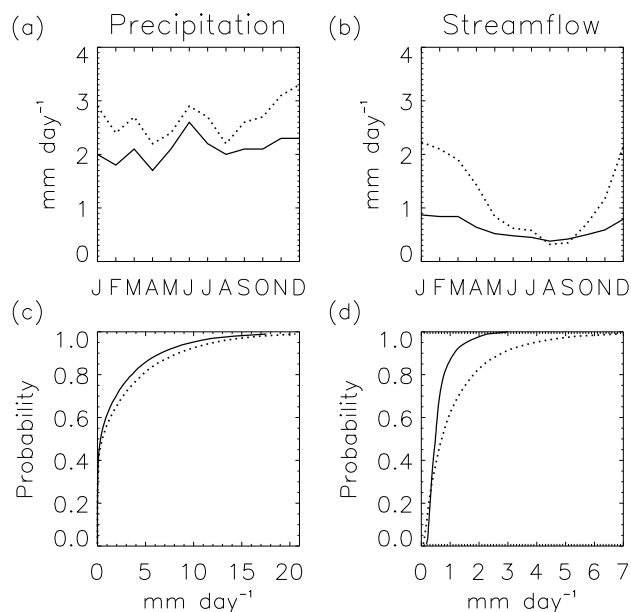 (a) Precipitation
(b) Streamflow
mm day⁻¹
4
3
2
1
0
J F M A M J J A S O N D
mm day⁻¹
4
3
2
1
0
J F M A M J J A S O N D
(c)
Probability
1.0
0.8
0.6
0.4
0.2
0.0
0 5 10 15 20
mm day⁻¹
(d)
Probability
1.0
0.8
0.6
0.4
0.2
0.0
0 1 2 3 4 5 6 7
mm day⁻¹